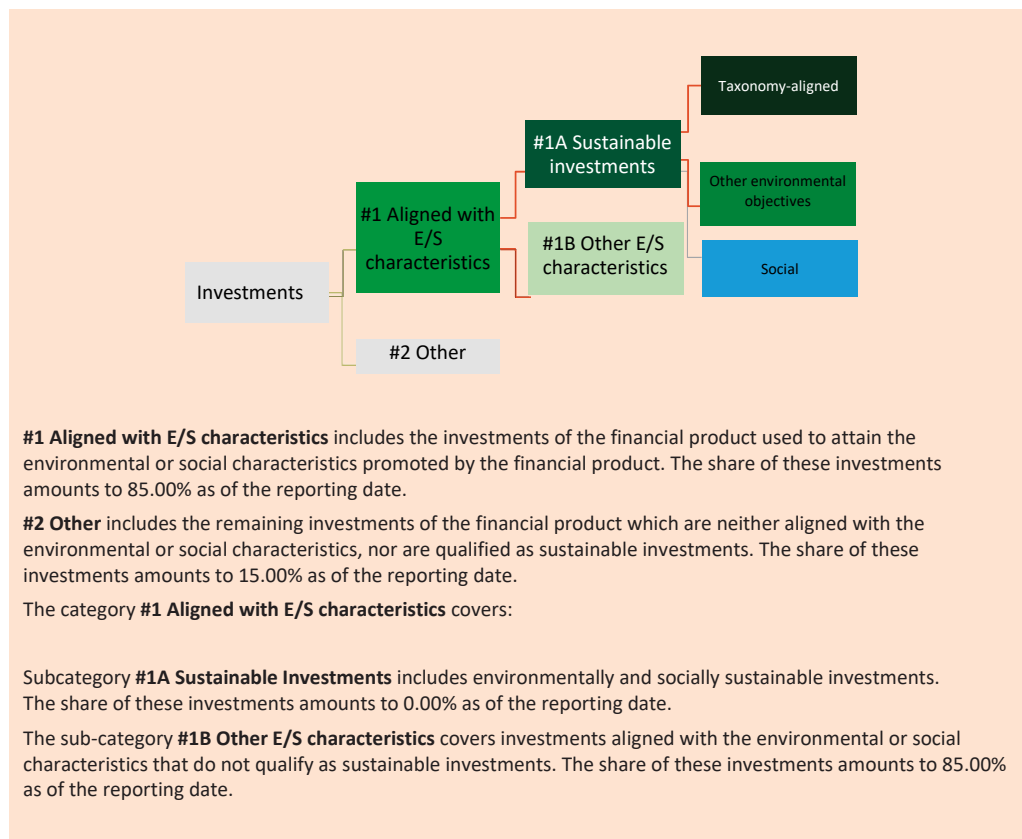 Taxonomy-aligned
#1A Sustainable
investments
Other environmental
objectives
#1 Aligned with
E/S
characteristics
#1B Other E/S
characteristics
Social
Investments
#2 Other
#1 Aligned with E/S characteristics includes the investments of the financial product used to attain the
environmental or social characteristics promoted by the financial product. The share of these investments
amounts to 85.00% as of the reporting date.
#2 Other includes the remaining investments of the financial product which are neither aligned with the
environmental or social characteristics, nor are qualified as sustainable investments. The share of these
investments amounts to 15.00% as of the reporting date.
The category #1 Aligned with E/S characteristics covers:
Subcategory #1A Sustainable Investments includes environmentally and socially sustainable investments.
The share of these investments amounts to 0.00% as of the reporting date.
The sub-category #1B Other E/S characteristics covers investments aligned with the environmental or social
characteristics that do not qualify as sustainable investments. The share of these investments amounts to 85.00%
as of the reporting date.